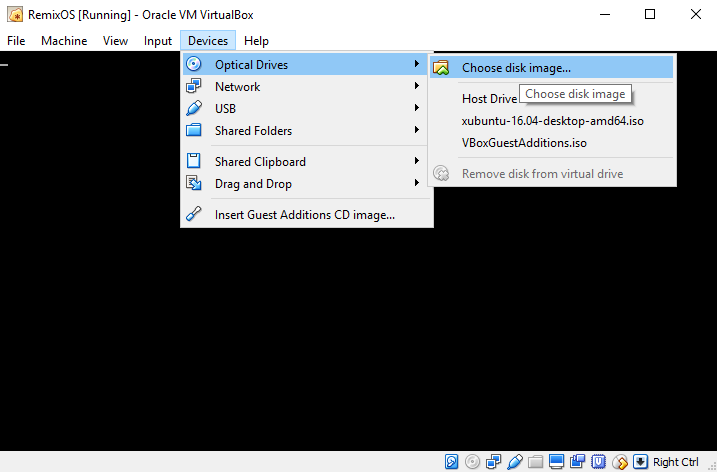 RemixOS [Running] - Oracle VM VirtualBox
File Machine View Input Devices Help
Optical Drives
Network
USB
Shared Folders
Shared Clipboard
Drag and Drop
Insert Guest Additions CD image...
Choose disk image...
Host Drive
Choose disk image
xubuntu-16.04-desktop-amd64.iso
VBoxGuestAdditions.iso
Remove disk from virtual drive
Right Ctrl